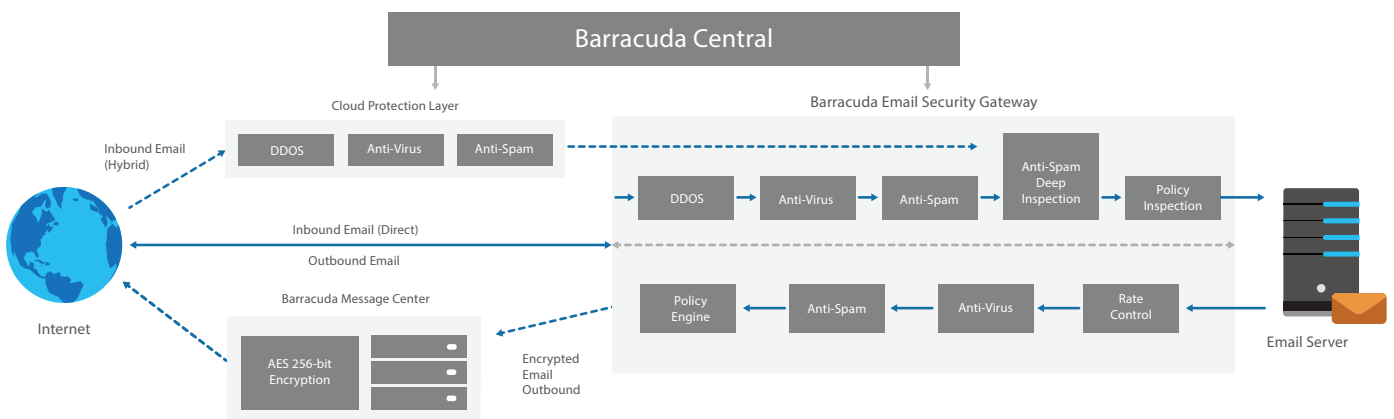 Barracuda Central
Cloud Protection Layer
Barracuda Email Security Gateway
Inbound Email
(Hybrid)
DDOS
Anti-Virus
Anti-Spam
DDOS
Anti-Virus
Anti-Spam
Anti-Spam
Deep
Inspection
Policy
Inspection
Inbound Email (Direct)
Outbound Email
Internet
Barracuda Message Center
AES 256-bit
Encryption
Encrypted
Email
Outbound
Policy
Engine
Anti-Spam
Anti-Virus
Rate
Control
Email Server